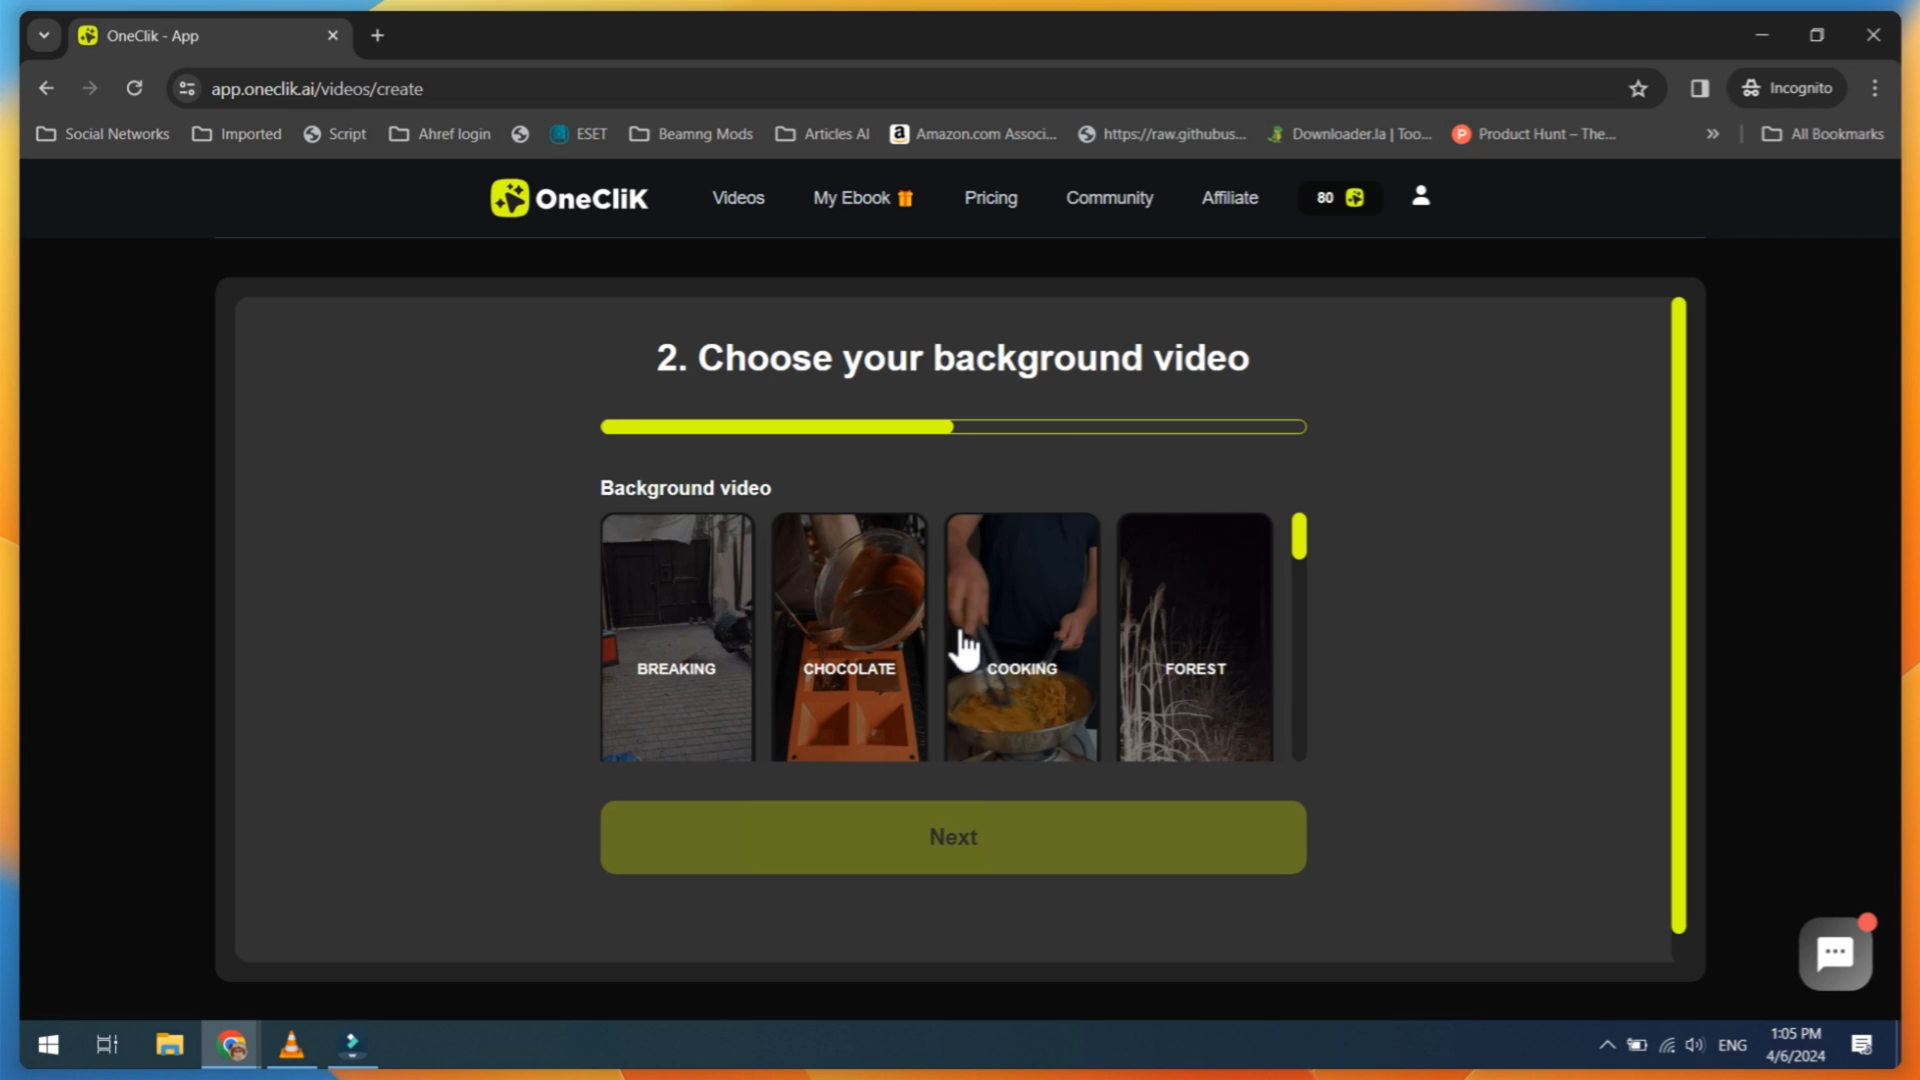 OneClik - App
app.oneclik.ai/videos/create
Incognito
Social Networks
Imported
Script
Ahref login
ESET
Beamng Mods
Articles AI
Amazon.com Associ...
https://raw.githubus...
Downloader.la | Too...
Product Hunt – The...
All Bookmarks
OneCliK
Videos
My Ebook
Pricing
Community
Affiliate
80
2. Choose your background video
Background video
BREAKING
CHOCOLATE
COOKING
FOREST
Next
ENG
1:05 PM
4/6/2024